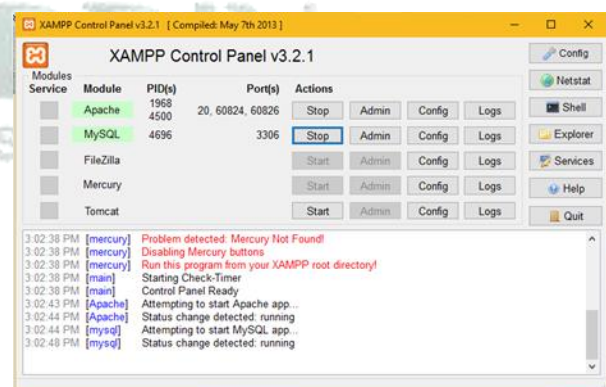 XAMPP Control Panel v3.2.1 [ Compiled: May 7th 2013 ]
XAMPP Control Panel v3.2.1
Config
Modules
Service Module PID(s) Port(s) Actions
Netstat
Apache 1968 4500 20, 60824, 60826 Stop Admin Config Logs
Shell
MySQL 4696 3306 Stop Admin Config Logs
Explorer
FileZilla Start Admin Config Logs
Services
Mercury Start Admin Config Logs
Help
Tomcat Start Admin Config Logs
Quit
3:02:38 PM [mercury] Problem detected: Mercury Not Found!
3:02:38 PM [mercury] Disabling Mercury buttons
3:02:38 PM [mercury] Run this program from your XAMPP root directory!
3:02:38 PM [main] Starting Check-Timer
3:02:38 PM [main] Control Panel Ready
3:02:43 PM [Apache] Attempting to start Apache app...
3:02:44 PM [Apache] Status change detected: running
3:02:44 PM [mysql] Attempting to start MySQL app...
3:02:48 PM [mysql] Status change detected: running